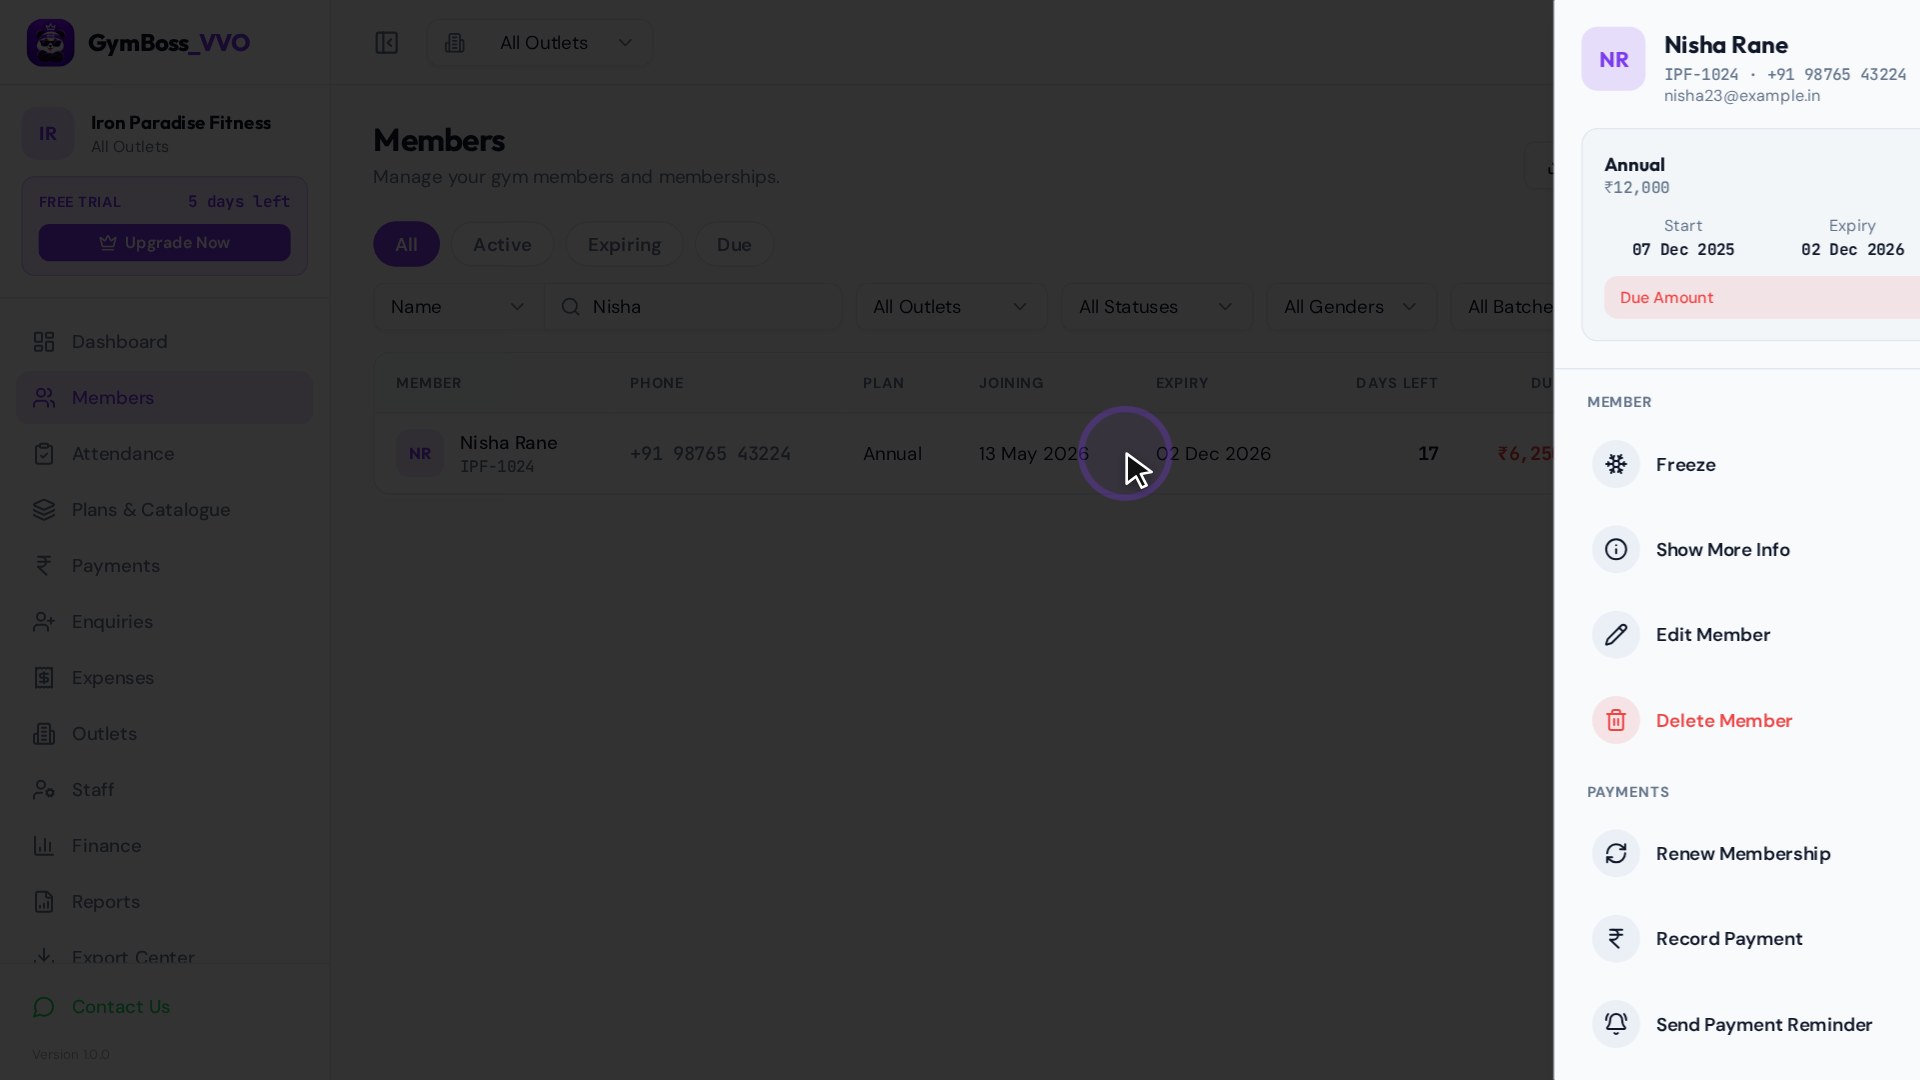 GymBoss_VVO
All Outlets
IR
Iron Paradise Fitness
All Outlets
FREE TRIAL 5 days left
Upgrade Now
Dashboard
Members
Attendance
Plans & Catalogue
Payments
Enquiries
Expenses
Outlets
Staff
Finance
Reports
Export Center
Contact Us
Version 1.0.0
Members
Manage your gym members and memberships.
All Active Expiring Due
Name Nisha All Outlets All Statuses All Genders All Batche
MEMBER PHONE PLAN JOINING EXPIRY DAYS LEFT DU
NR Nisha Rane +91 98765 43224 Annual 13 May 2026 02 Dec 2026 17 ₹6,25
IPF-1024
NR
Nisha Rane
IPF-1024 · +91 98765 43224
nisha23@example.in
Annual
₹12,000
Start Expiry
07 Dec 2025 02 Dec 2026
Due Amount
MEMBER
Freeze
Show More Info
Edit Member
Delete Member
PAYMENTS
Renew Membership
Record Payment
Send Payment Reminder